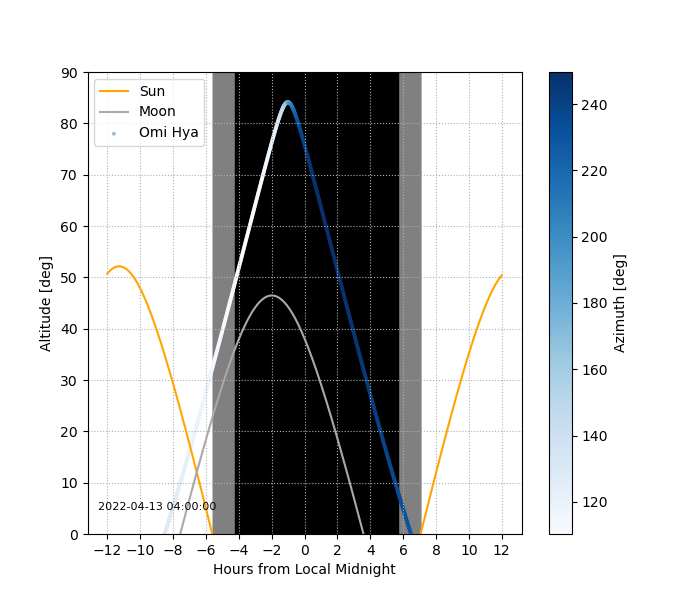 90
80
70
60
50
40
30
20
10
0
Altitude [deg]
Sun
Moon
Omi Hya
2022-04-13 04:00:00
−12 −10 −8 −6 −4 −2 0 2 4 6 8 10 12
Hours from Local Midnight
240
220
200
180
160
140
120
Azimuth [deg]